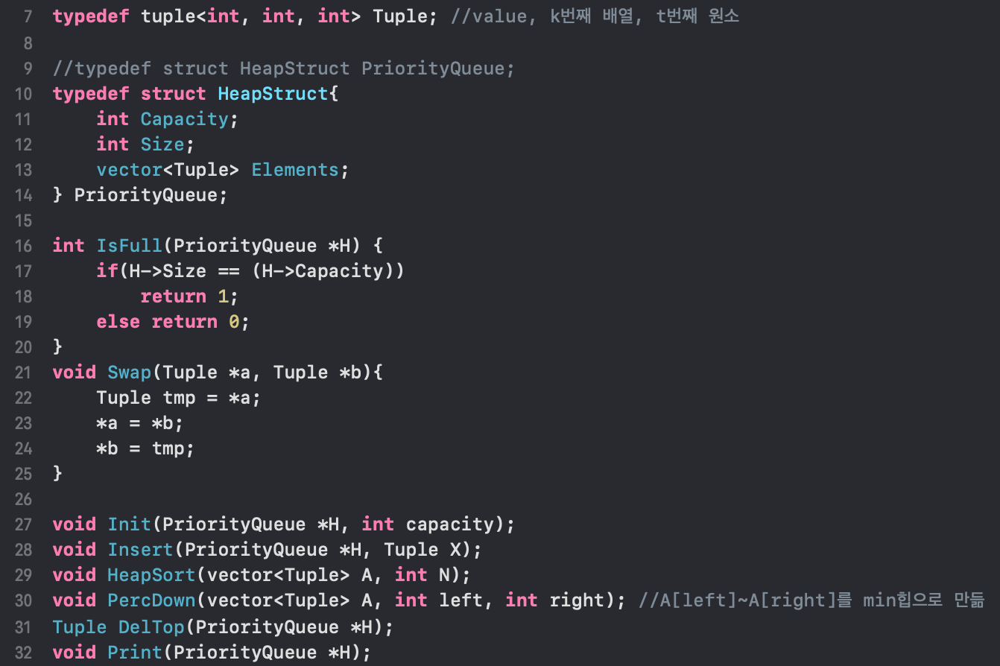 7 typedef tuple<int, int, int> Tuple; //value, k번째 배열, t번째 원소
8
9 //typedef struct HeapStruct PriorityQueue;
10 typedef struct HeapStruct{
11     int Capacity;
12     int Size;
13     vector<Tuple> Elements;
14 } PriorityQueue;
15
16 int IsFull(PriorityQueue *H) {
17     if(H->Size == (H->Capacity))
18         return 1;
19     else return 0;
20 }
21 void Swap(Tuple *a, Tuple *b){
22     Tuple tmp = *a;
23     *a = *b;
24     *b = tmp;
25 }
26
27 void Init(PriorityQueue *H, int capacity);
28 void Insert(PriorityQueue *H, Tuple X);
29 void HeapSort(vector<Tuple> A, int N);
30 void PercDown(vector<Tuple> A, int left, int right); //A[left]~A[right]를 min힙으로 만듦
31 Tuple DelTop(PriorityQueue *H);
32 void Print(PriorityQueue *H);